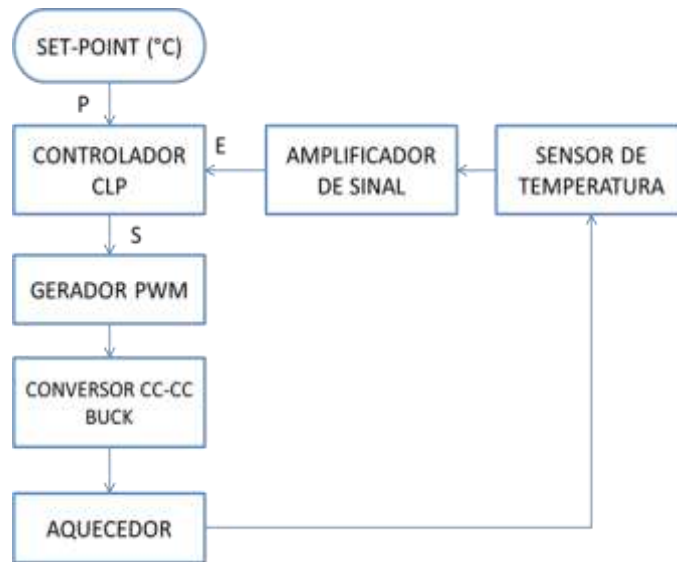 SET-POINT (°C)
P
CONTROLADOR
CLP
E
AMPLIFICADOR
DE SINAL
SENSOR DE
TEMPERATURA
S
GERADOR PWM
CONVERSOR CC-CC
BUCK
AQUECEDOR